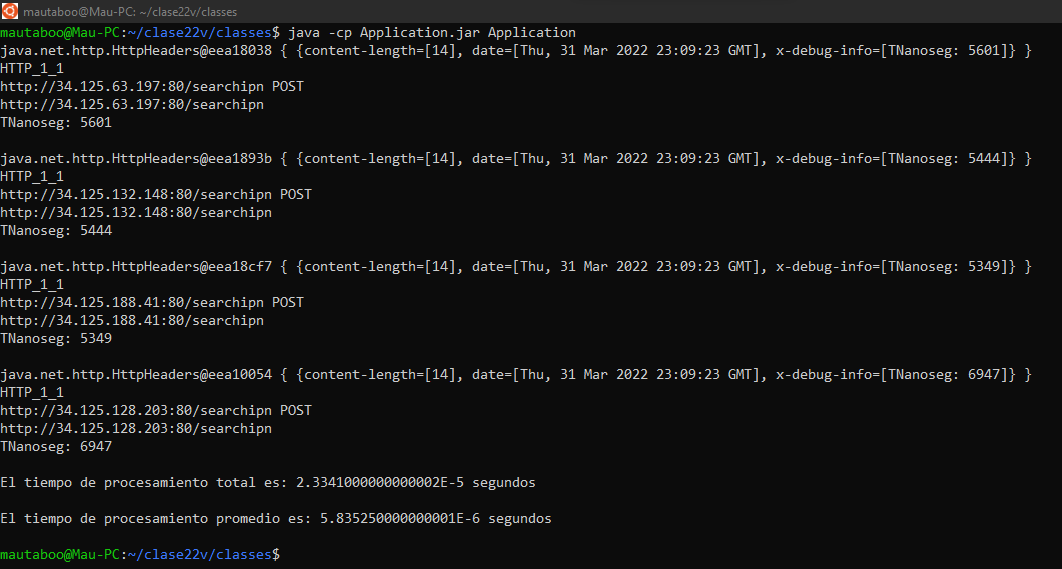 mautaboo@Mau-PC: ~/clase22v/classes
mautaboo@Mau-PC:~/clase22v/classes$ java -cp Application.jar Application
java.net.http.HttpHeaders@eea18038 { {content-length=[14], date=[Thu, 31 Mar 2022 23:09:23 GMT], x-debug-info=[TNanoseg: 5601]} }
HTTP_1_1
http://34.125.63.197:80/searchipn POST
http://34.125.63.197:80/searchipn
TNanoseg: 5601
java.net.http.HttpHeaders@eea1893b { {content-length=[14], date=[Thu, 31 Mar 2022 23:09:23 GMT], x-debug-info=[TNanoseg: 5444]} }
HTTP_1_1
http://34.125.132.148:80/searchipn POST
http://34.125.132.148:80/searchipn
TNanoseg: 5444
java.net.http.HttpHeaders@eea18cf7 { {content-length=[14], date=[Thu, 31 Mar 2022 23:09:23 GMT], x-debug-info=[TNanoseg: 5349]} }
HTTP_1_1
http://34.125.188.41:80/searchipn POST
http://34.125.188.41:80/searchipn
TNanoseg: 5349
java.net.http.HttpHeaders@eea10054 { {content-length=[14], date=[Thu, 31 Mar 2022 23:09:23 GMT], x-debug-info=[TNanoseg: 6947]} }
HTTP_1_1
http://34.125.128.203:80/searchipn POST
http://34.125.128.203:80/searchipn
TNanoseg: 6947
El tiempo de procesamiento total es: 2.3341000000000002E-5 segundos
El tiempo de procesamiento promedio es: 5.835250000000001E-6 segundos
mautaboo@Mau-PC:~/clase22v/classes$